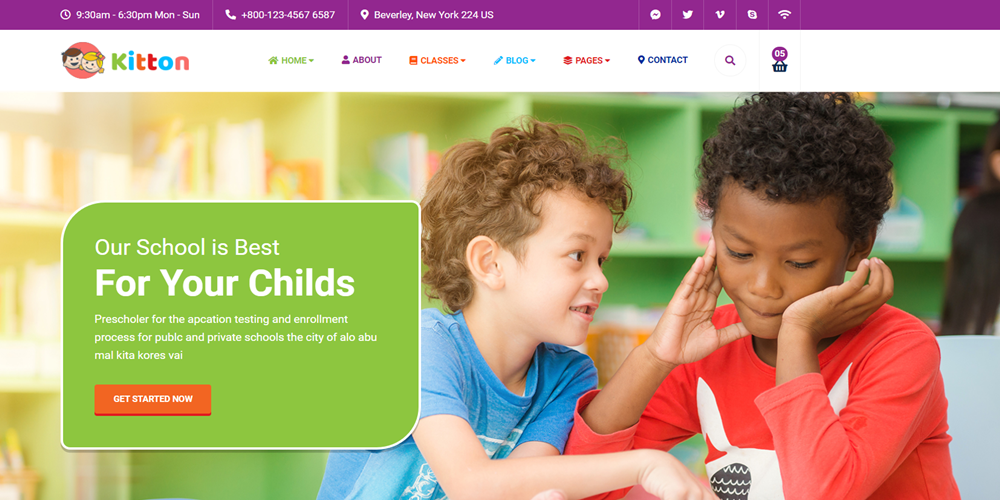 9:30am - 6:30pm Mon - Sun
+800-123-4567 6587
Beverley, New York 224 US
Kitton
HOME
ABOUT
CLASSES
BLOG
PAGES
CONTACT
05
Our School is Best
For Your Childs
Prescholer for the apcation testing and enrollment
process for publc and private schools the city of alo abu
mal kita kores vai
GET STARTED NOW